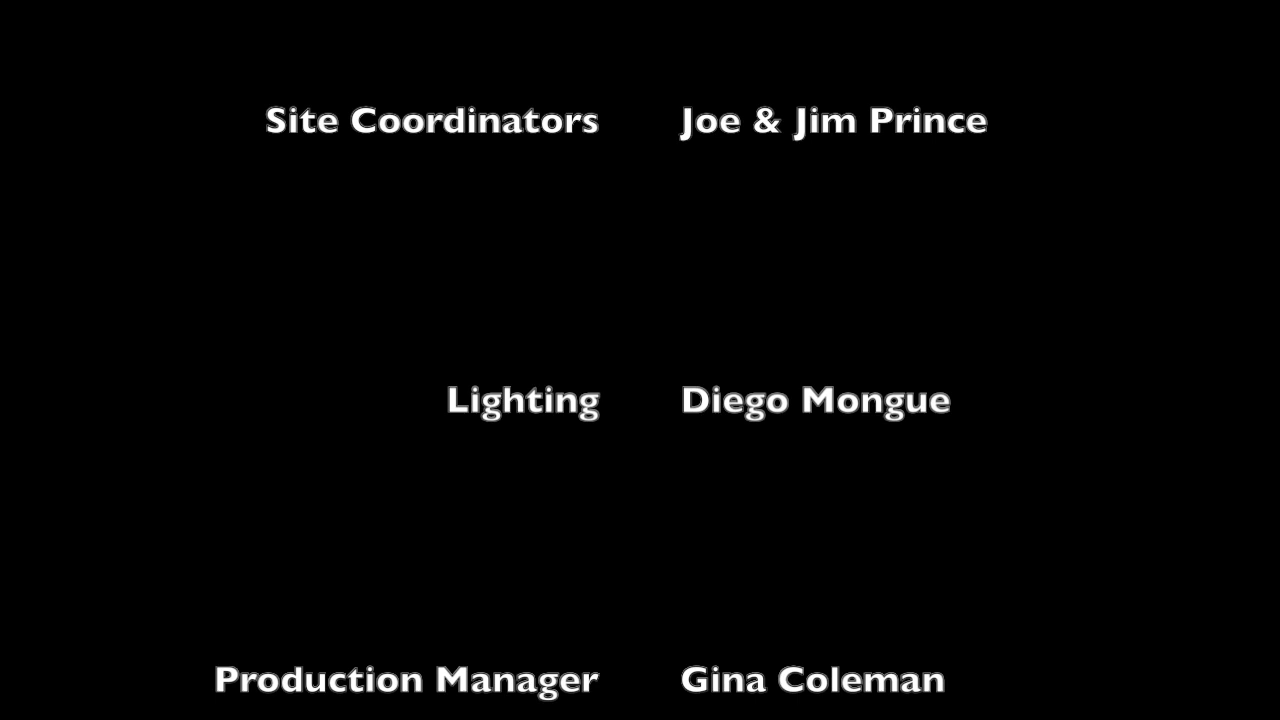 Site Coordinators Joe & Jim Prince
Lighting Diego Mongue
Production Manager Gina Coleman